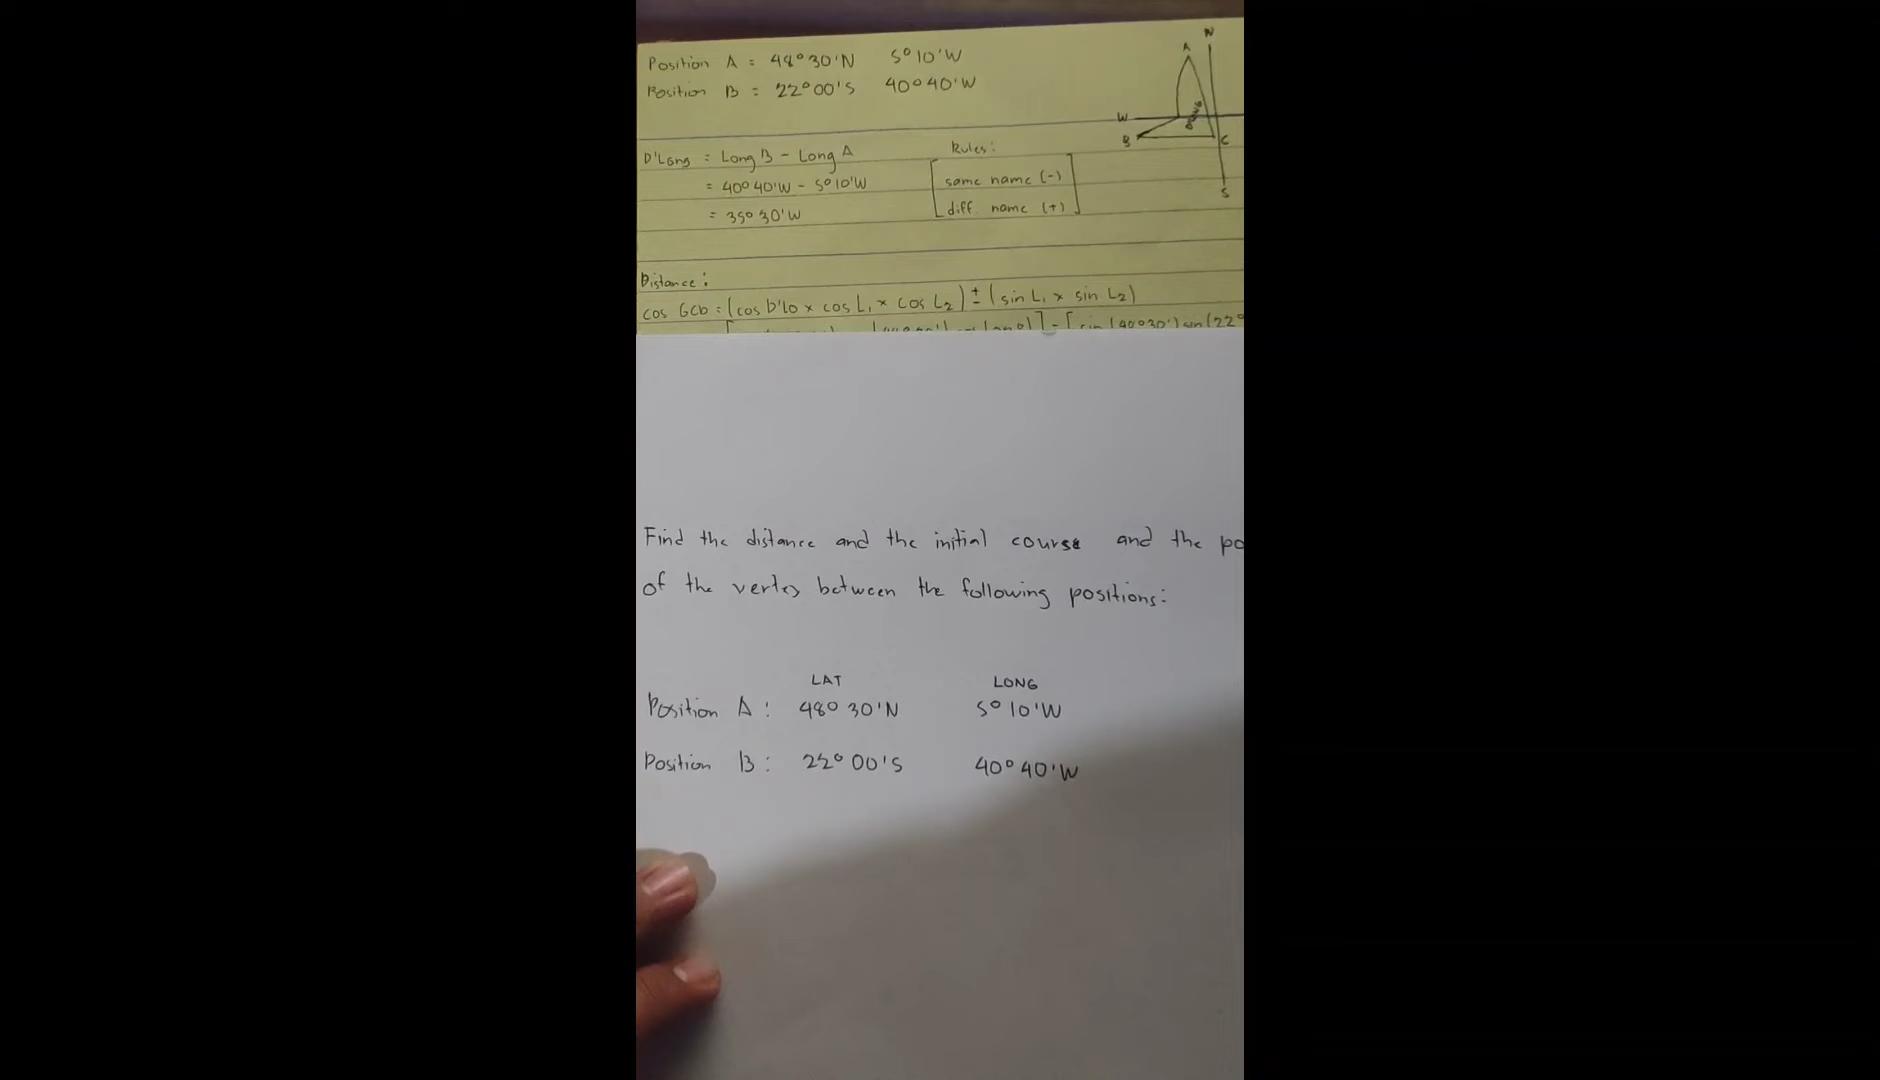 Position A = 48°30'N 5°10'W
Position B = 22°00'S 40°40'W
N
A
W
DLONG
B
C
S
D'Long = Long B - Long A
= 40°40'W - 5°10'W
= 35°30'W
Rules:
same name (-)
diff. name (+)
Distance:
cos GCD = (cos D'Lo x cos L₁ x cos L₂) ± (sin L₁ x sin L₂)
Find the distance and the initial course and the po
of the vertex between the following positions:
LAT LONG
Position A: 48° 30'N 5° 10'W
Position B: 22° 00'S 40° 40'W